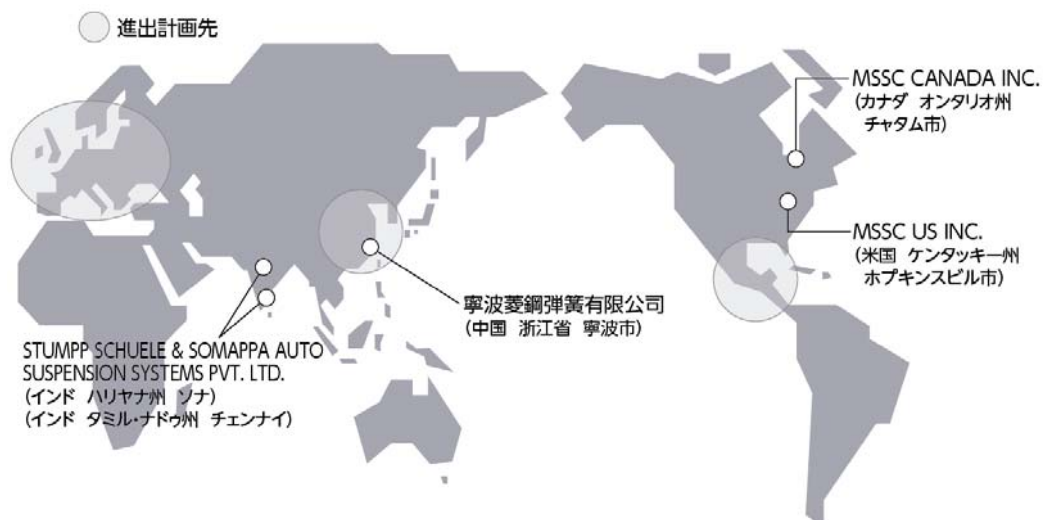 進出計画先
MSSC CANADA INC.
(カナダ オンタリオ州
チャタム市)
MSSC US INC.
(米国 ケンタッキー州
ホプキンスビル市)
寧波菱鋼弾簧有限公司
(中国 浙江省 寧波市)
STUMPP SCHUELE & SOMAPPA AUTO
SUSPENSION SYSTEMS PVT. LTD.
(インド ハリヤナ州 ソナ)
(インド タミル・ナドゥ州 チェンナイ)